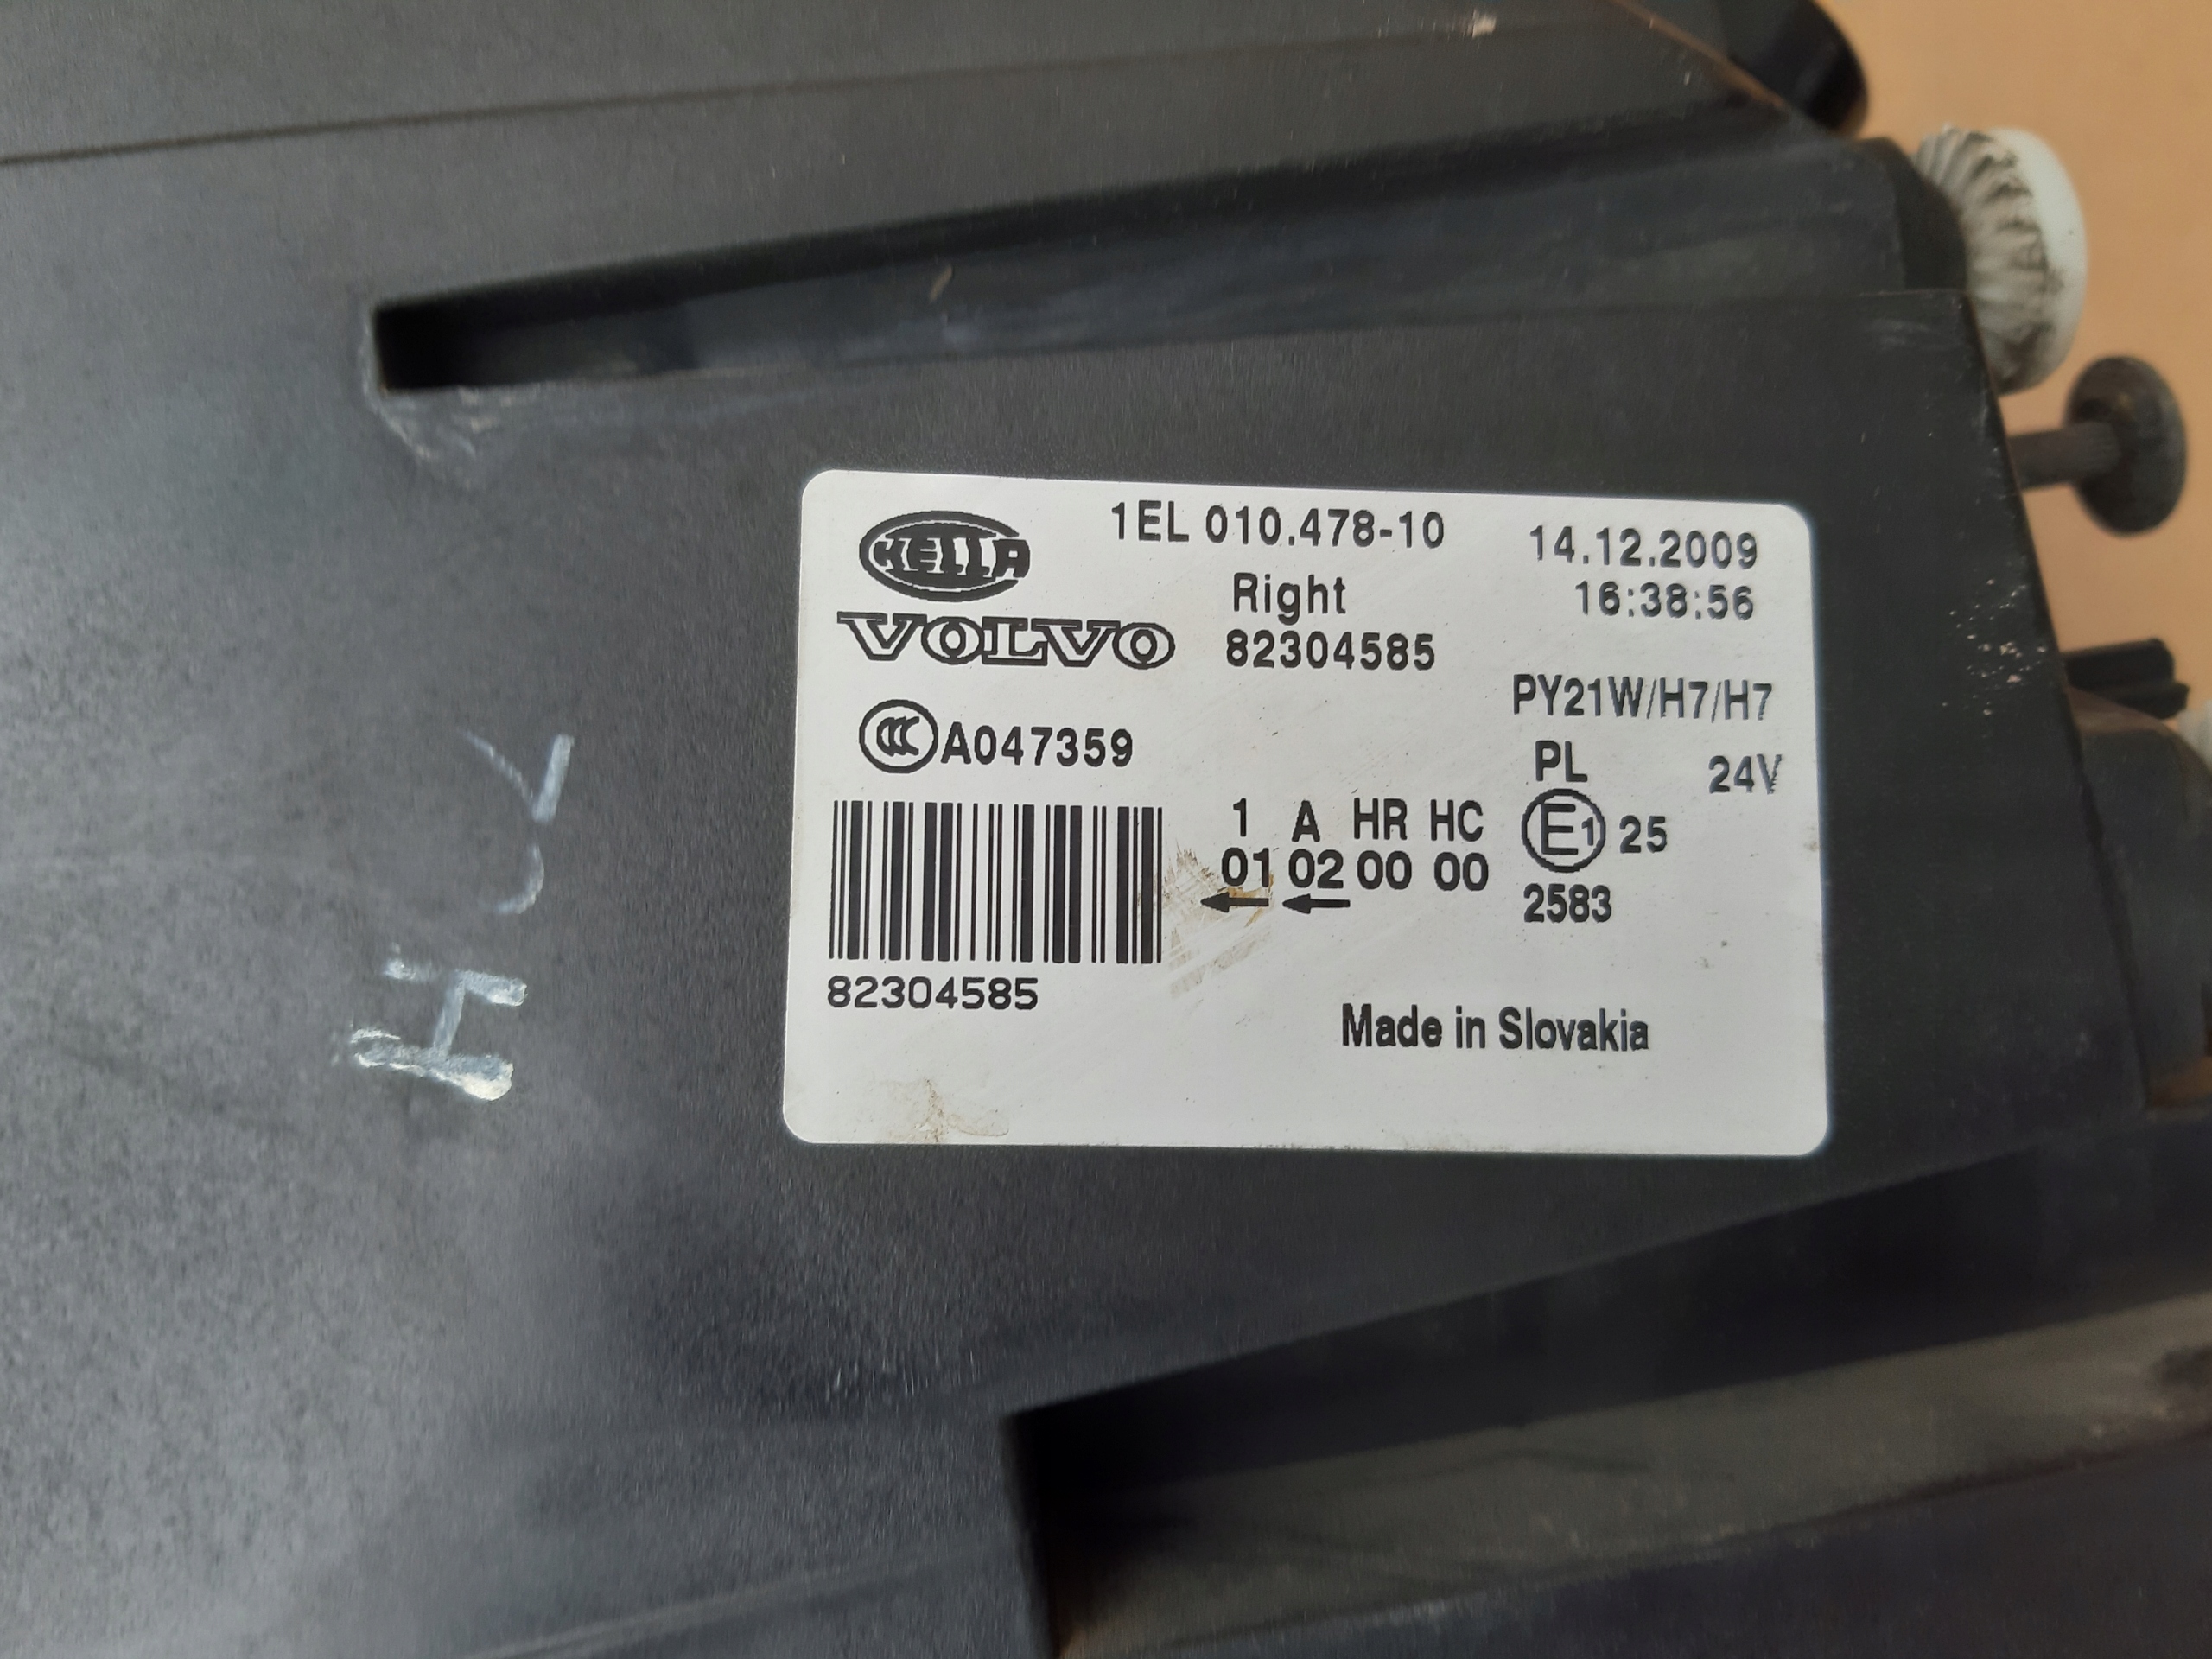 HELLA
1EL 010.478-10
14.12.2009
Right
16:38:56
VOLVO
82304585
PY21W/H7/H7
CCC A047359
PL
24V
1 A HR HC
E1 25
01 02 00 00
← ←
2583
82304585
Made in Slovakia